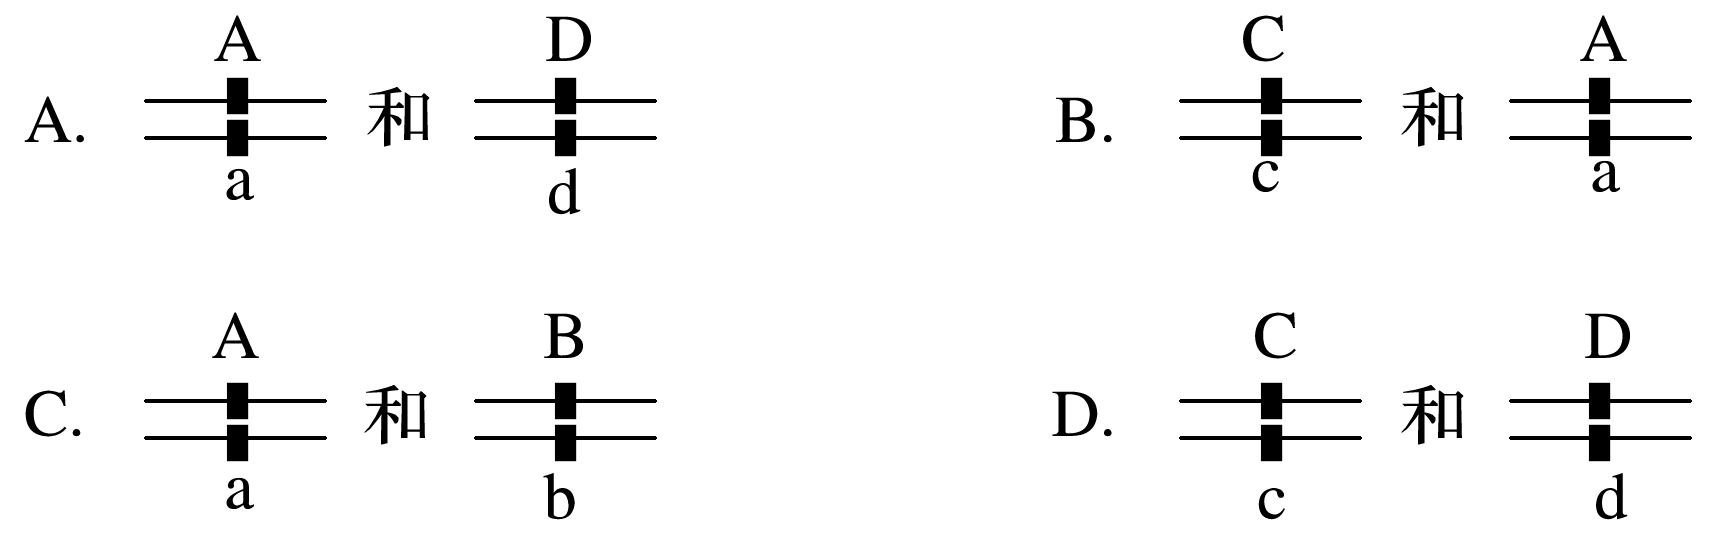 A D C A
A. 和 B. 和
a d c a
A B C D
C. 和 D. 和
a b c d